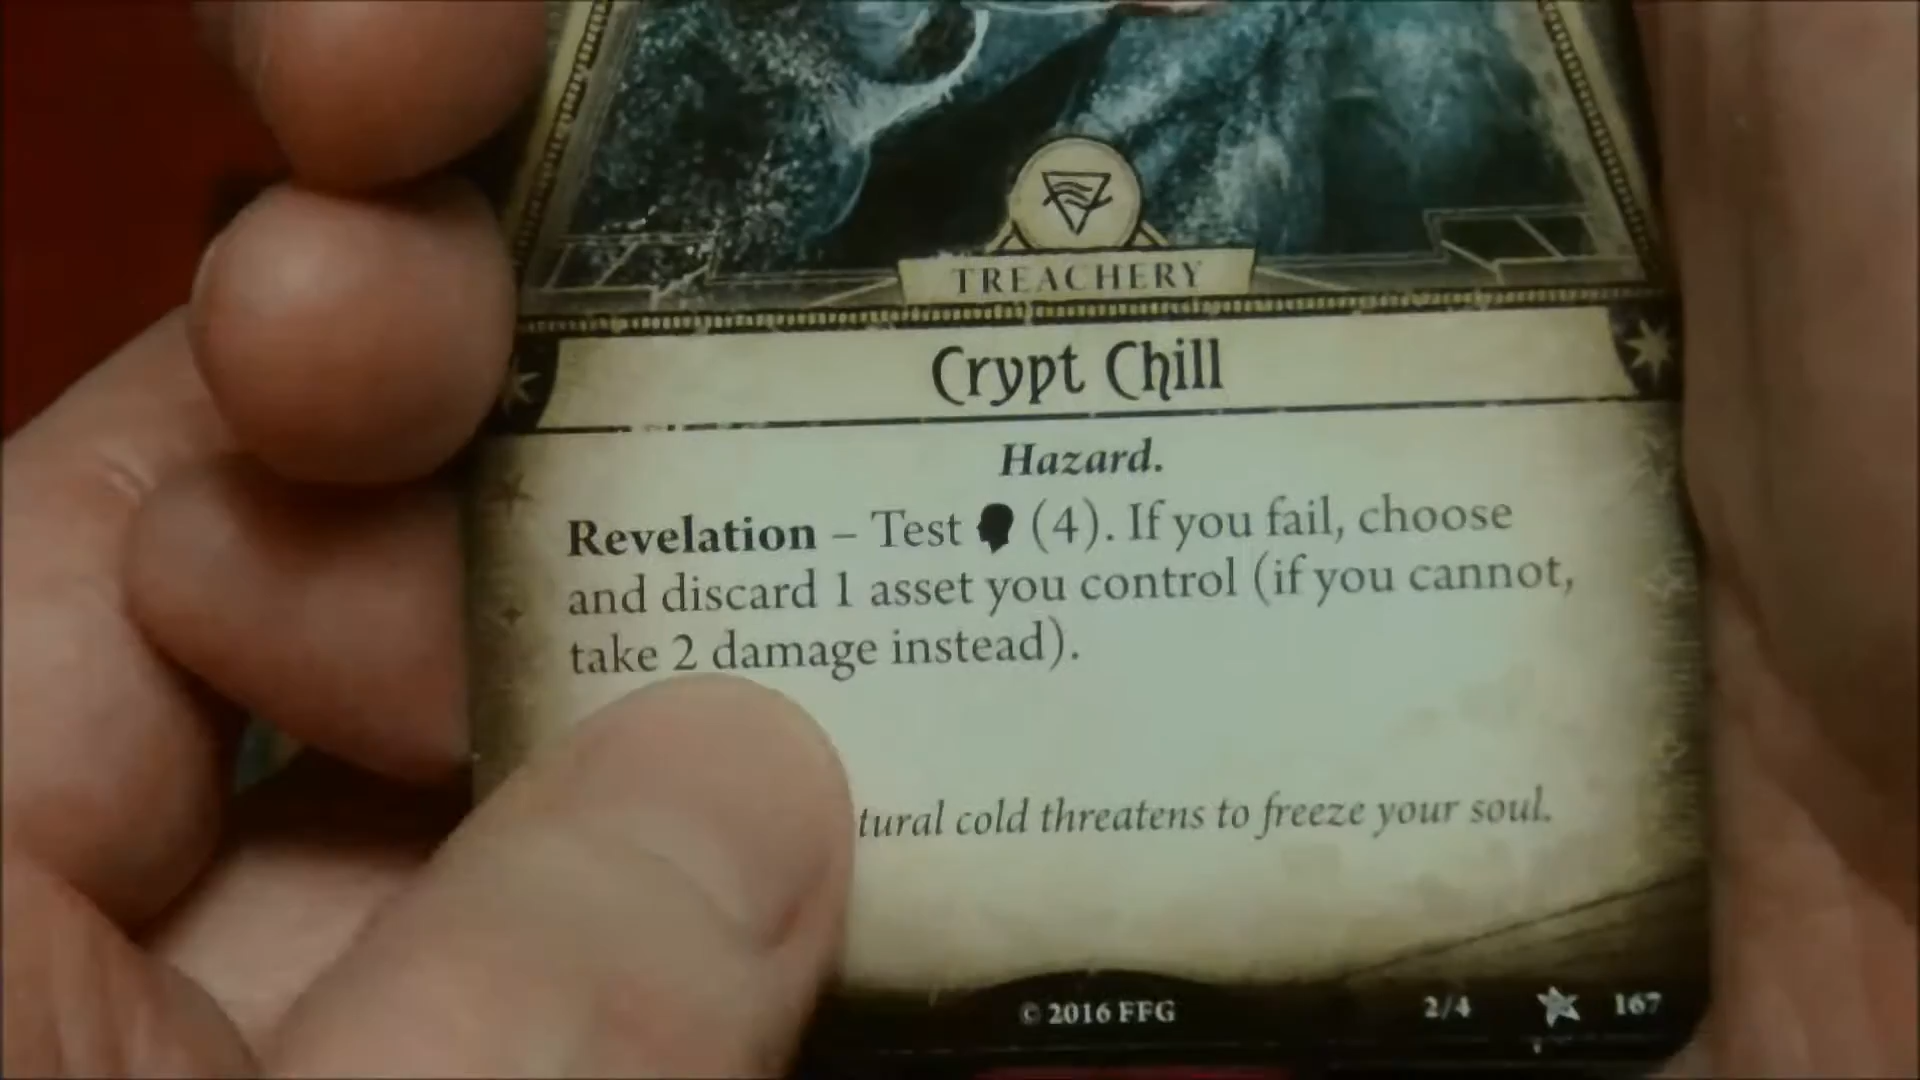 TREACHERY
Crypt Chill
Hazard.
Revelation – Test (4). If you fail, choose
and discard 1 asset you control (if you cannot,
take 2 damage instead).
cold threatens to freeze your soul.
© 2016 FFG 2/4 167